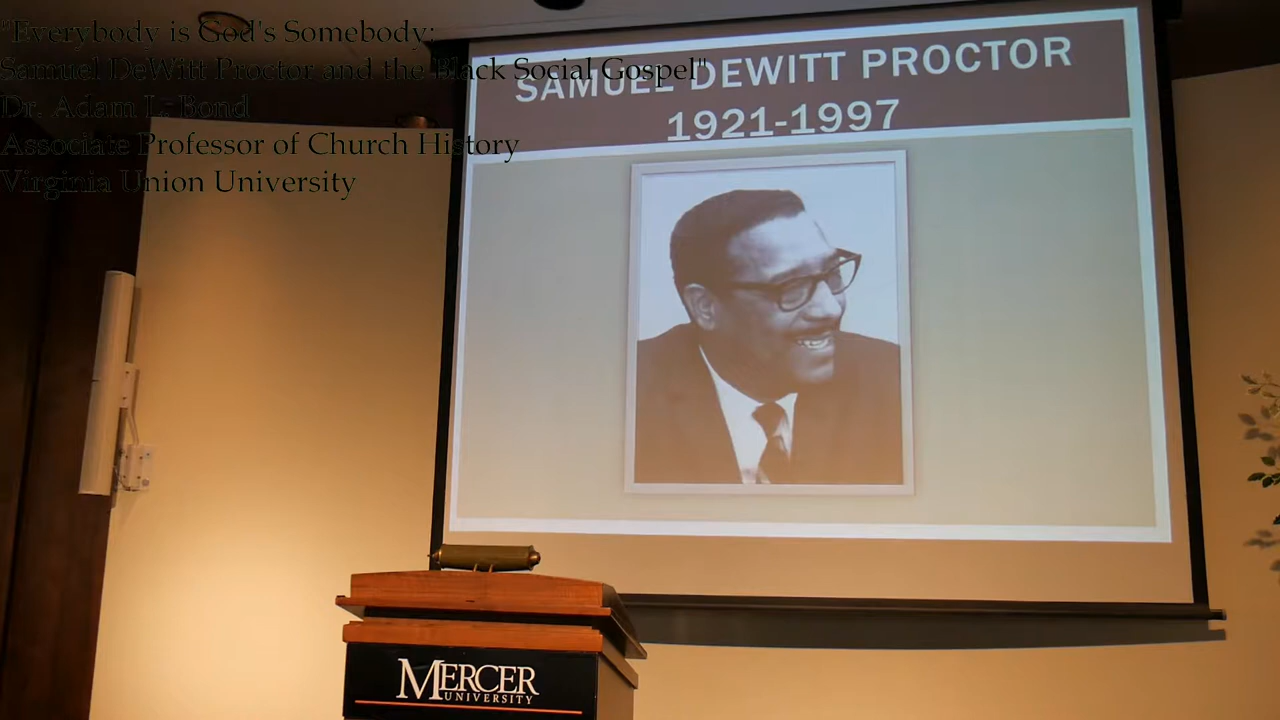 "Everybody is God's Somebody:
Samuel DeWitt Proctor and the Black Social Gospel"
Dr. Adam L. Bond
Associate Professor of Church History
Virginia Union University
SAMUEL DEWITT PROCTOR
1921-1997
MERCER
UNIVERSITY